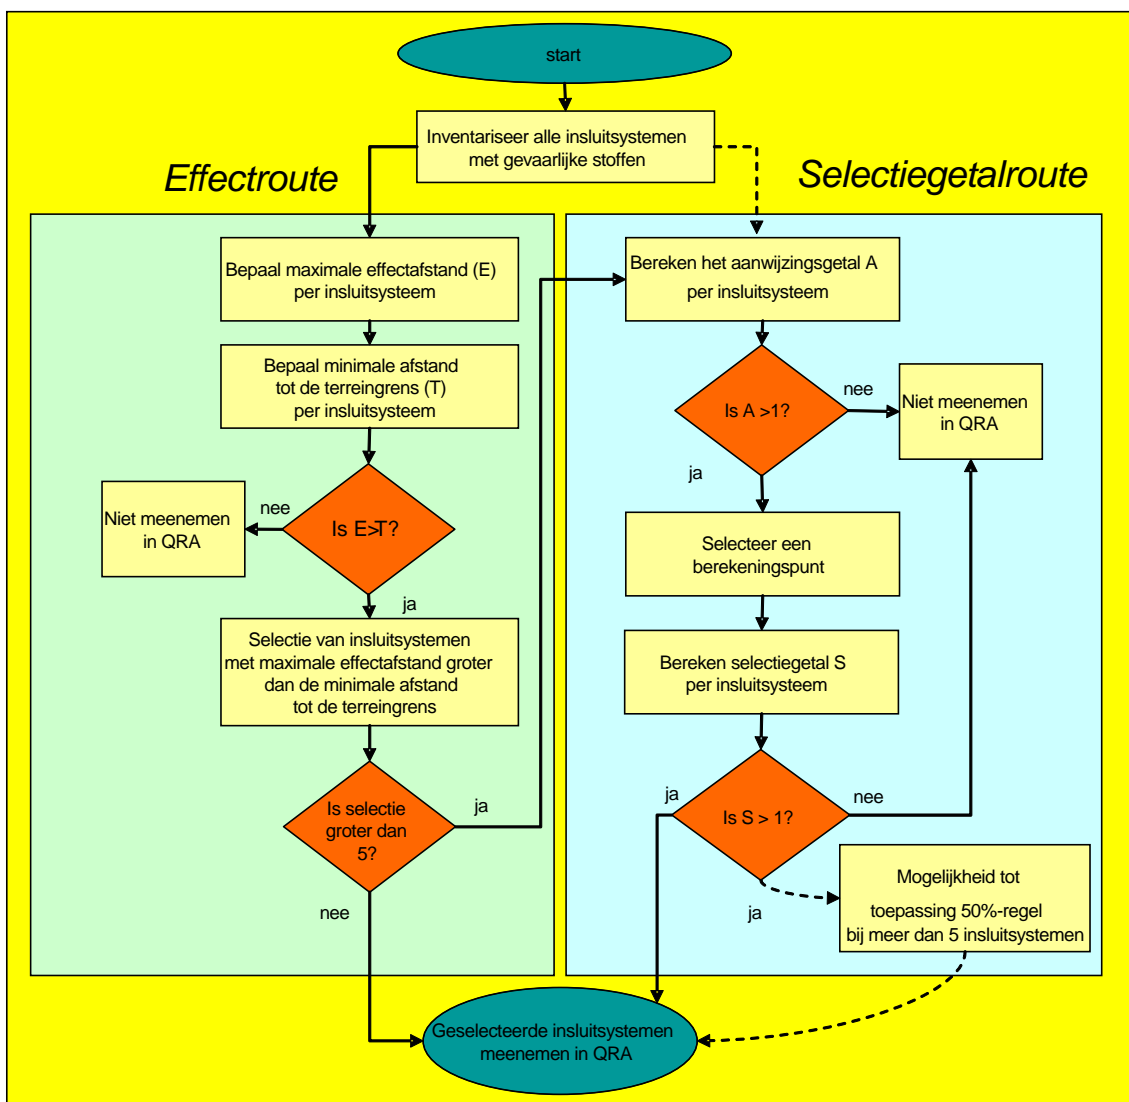 start
Inventariseer alle insluitsystemen
met gevaarlijke stoffen
Effectroute
Selectiegetalroute
Bepaal maximale effectafstand (E)
per insluitsysteem
Bepaal minimale afstand
tot de terreingrens (T)
per insluitsysteem
Is E>T?
nee
Niet meenemen
in QRA
ja
Selectie van insluitsystemen
met maximale effectafstand groter
dan de minimale afstand
tot de terreingrens
Is selectie
groter dan
5?
ja
nee
Bereken het aanwijzingsgetal A
per insluitsysteem
Is A >1?
nee
Niet meenemen
in QRA
ja
Selecteer een
berekeningspunt
Bereken selectiegetal S
per insluitsysteem
Is S > 1?
ja
nee
ja
Mogelijkheid tot
toepassing 50%-regel
bij meer dan 5 insluitsystemen
Geselecteerde insluitsystemen
meenemen in QRA